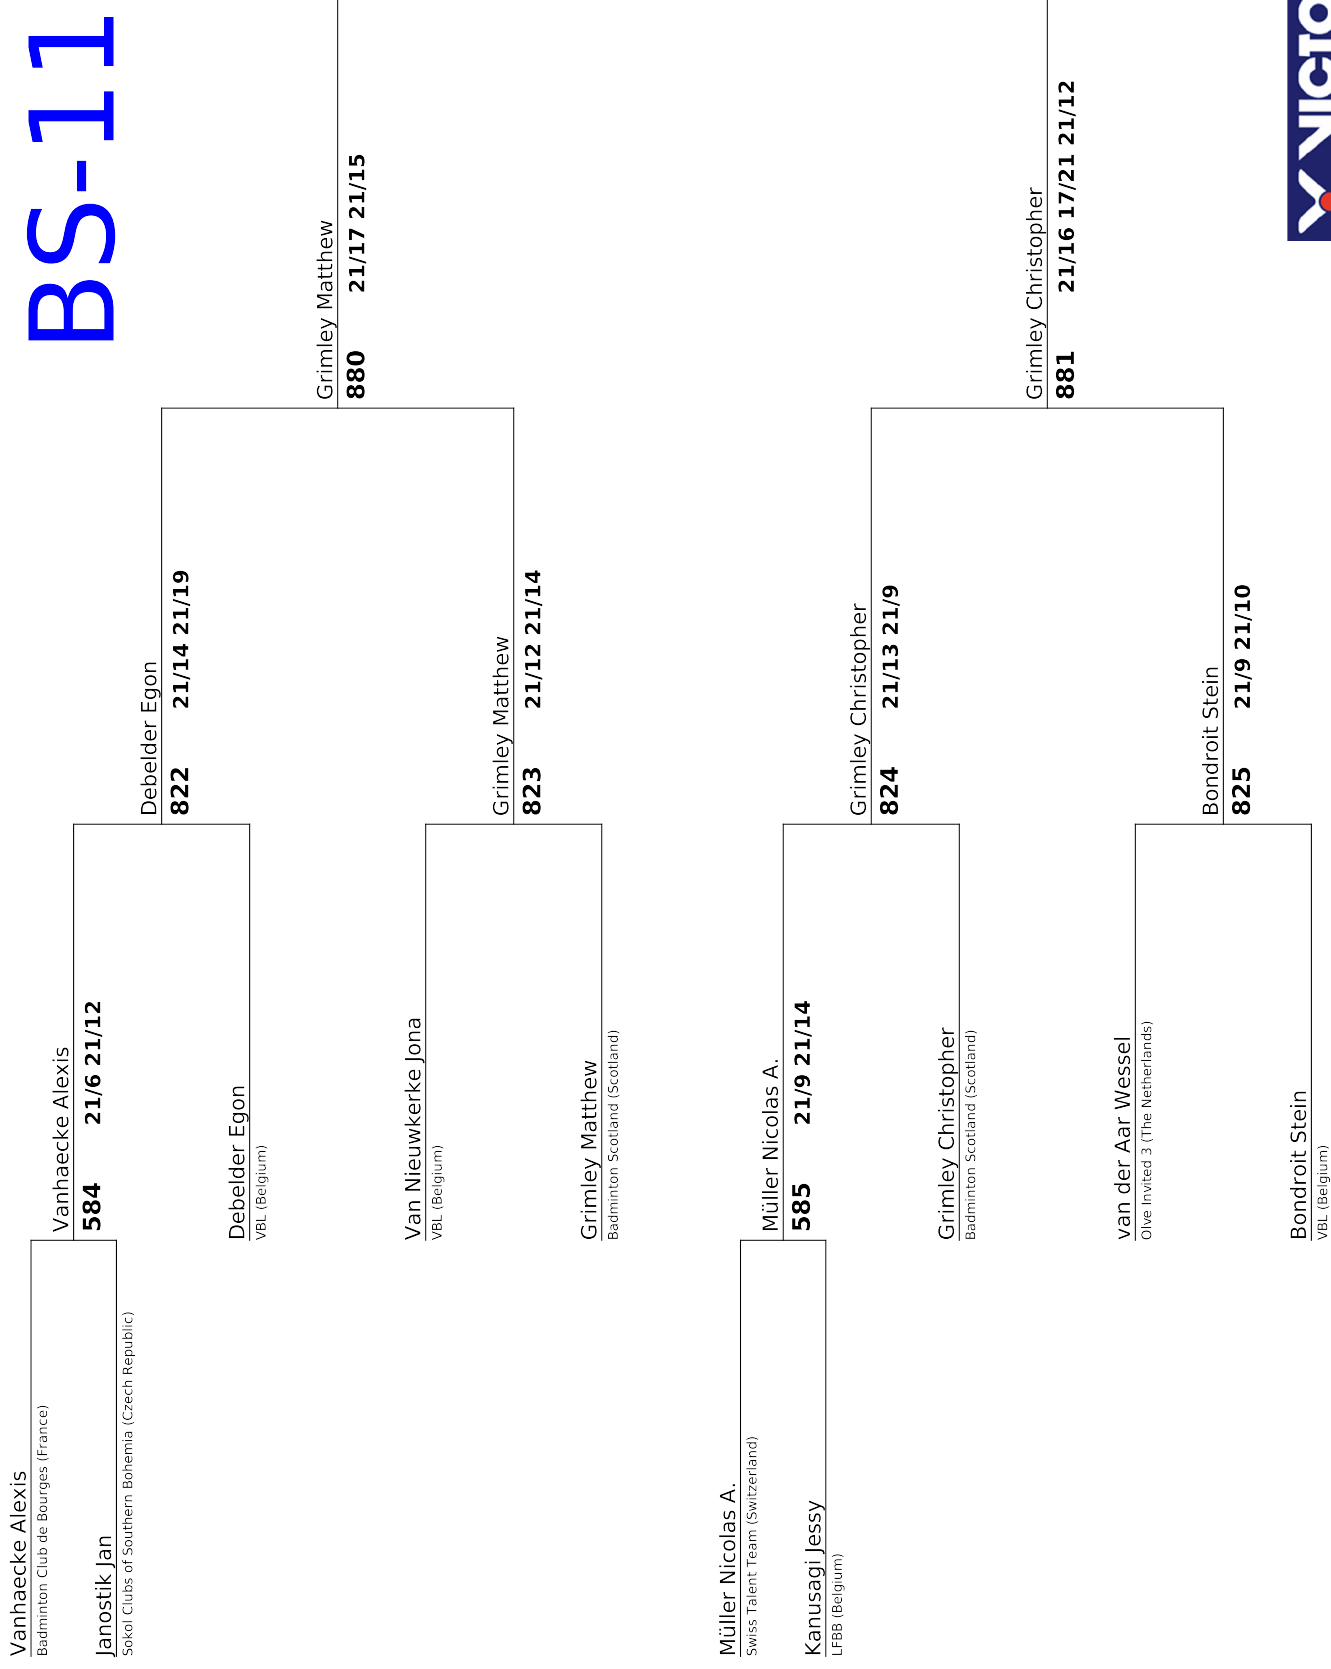 BS-11
Vanhaecke Alexis
Badminton Club de Bourges (France)
Janostik Jan
Sokol Clubs of Southern Bohemia (Czech Republic)
Vanhaecke Alexis
584 21/6 21/12
Debelder Egon
VBL (Belgium)
Debelder Egon
822 21/14 21/19
Van Nieuwkerke Jona
VBL (Belgium)
Grimley Matthew
Badminton Scotland (Scotland)
Grimley Matthew
823 21/12 21/14
Grimley Matthew
880 21/17 21/15
Müller Nicolas A.
Swiss Talent Team (Switzerland)
Kanusagi Jessy
LFBB (Belgium)
Müller Nicolas A.
585 21/9 21/14
Grimley Christopher
Badminton Scotland (Scotland)
Grimley Christopher
824 21/13 21/9
van der Aar Wessel
Olve Invited 3 (The Netherlands)
Bondroit Stein
VBL (Belgium)
Bondroit Stein
825 21/9 21/10
Grimley Christopher
881 21/16 17/21 21/12
VICTO